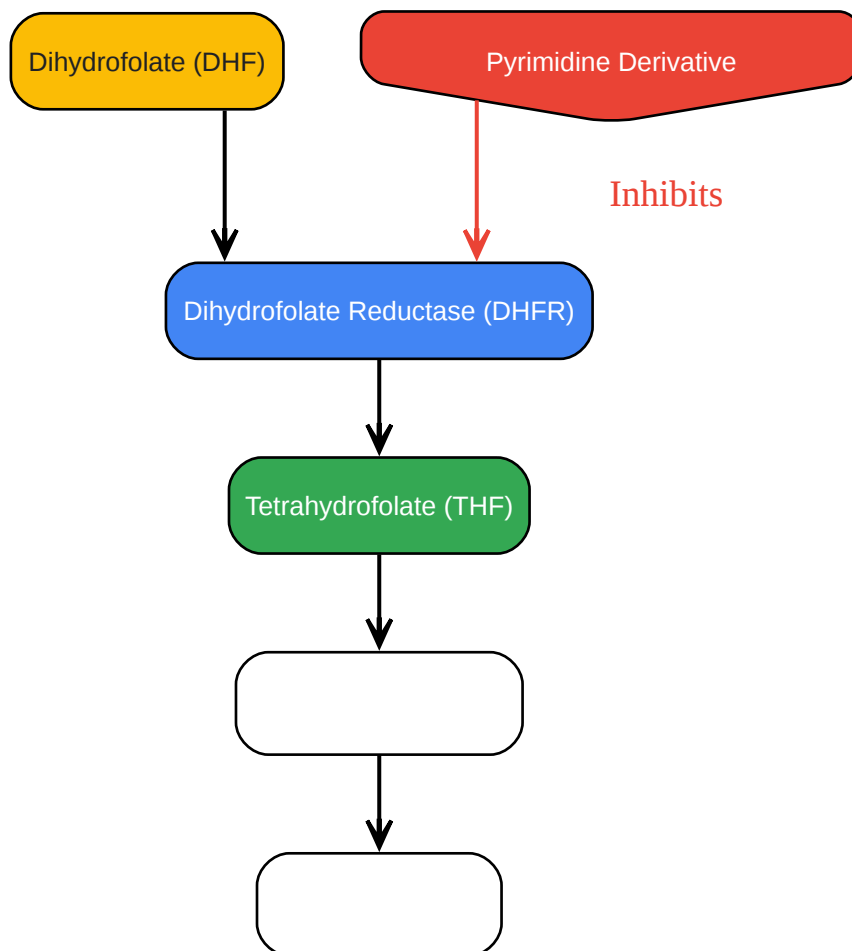 Dihydrofolate (DHF)
Pyrimidine Derivative
Inhibits
Dihydrofolate Reductase (DHFR)
Tetrahydrofolate (THF)